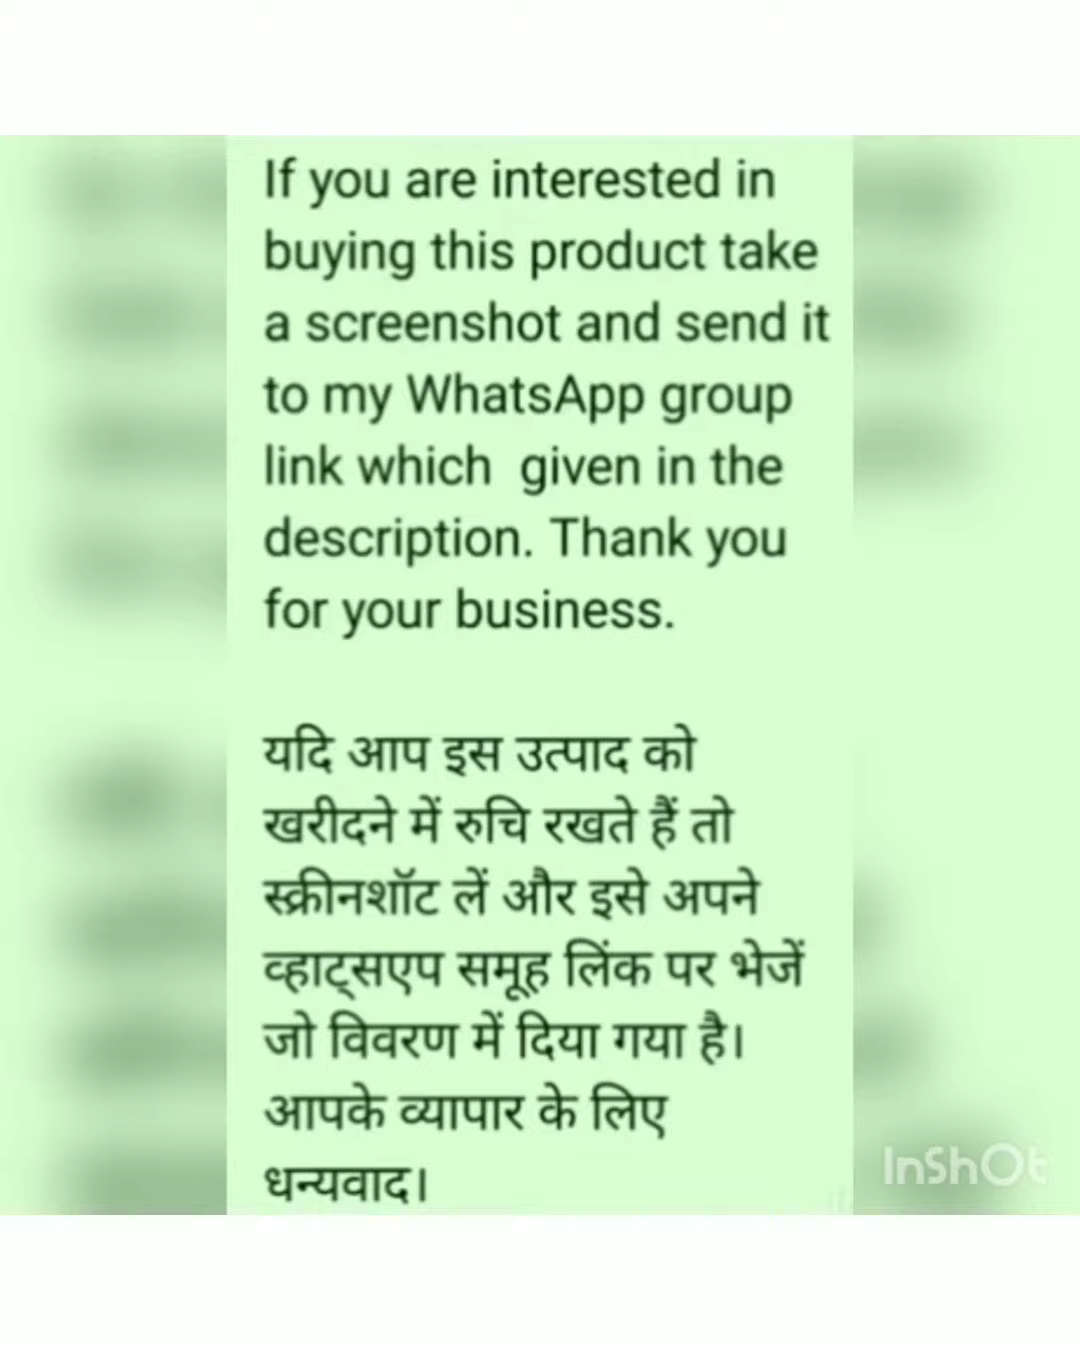 If you are interested in
buying this product take
a screenshot and send it
to my WhatsApp group
link which  given in the
description. Thank you
for your business.
यदि आप इस उत्पाद को
खरीदने में रुचि रखते हैं तो
स्क्रीनशॉट लें और इसे अपने
व्हाट्सएप समूह लिंक पर भेजें
जो विवरण में दिया गया है।
आपके व्यापार के लिए
धन्यवाद।
InShOt